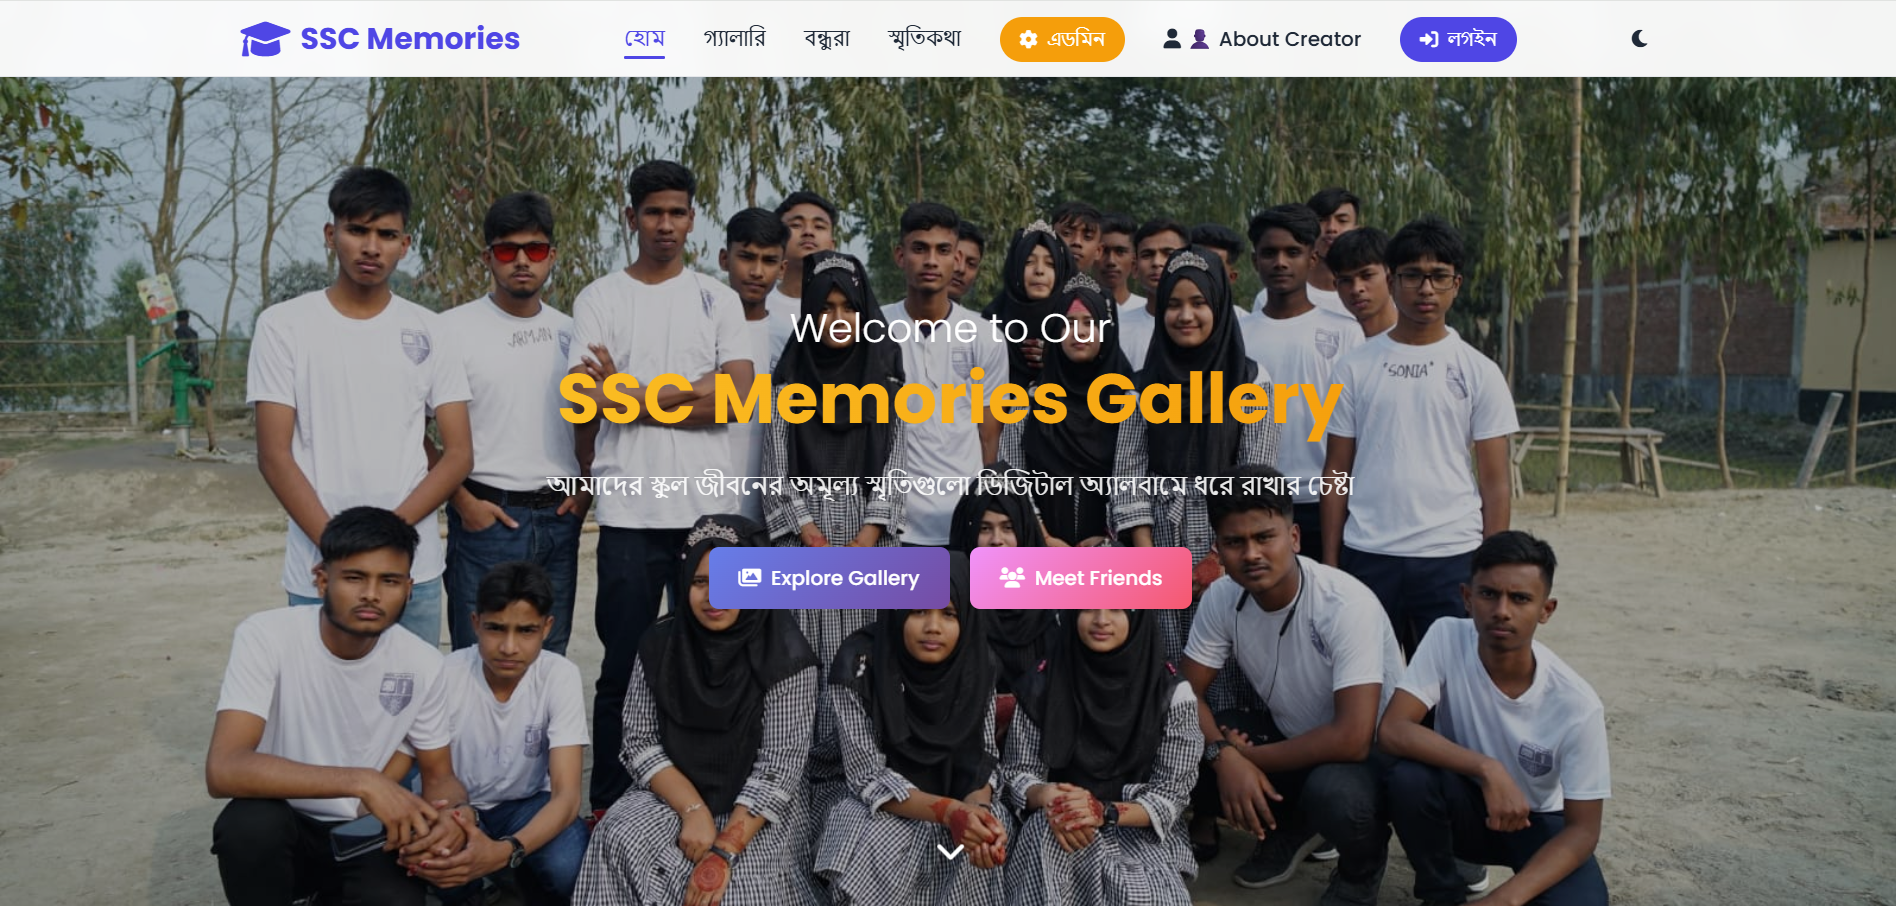 SSC Memories
হোম
গ্যালারি
বন্ধুরা
স্মৃতিকথা
এডমিন
About Creator
লগইন
ARMAN
"SONIA"
Welcome to Our
SSC Memories Gallery
আমাদের স্কুল জীবনের অমূল্য স্মৃতিগুলো ডিজিটাল অ্যালবামে ধরে রাখার চেষ্টা
Explore Gallery
Meet Friends